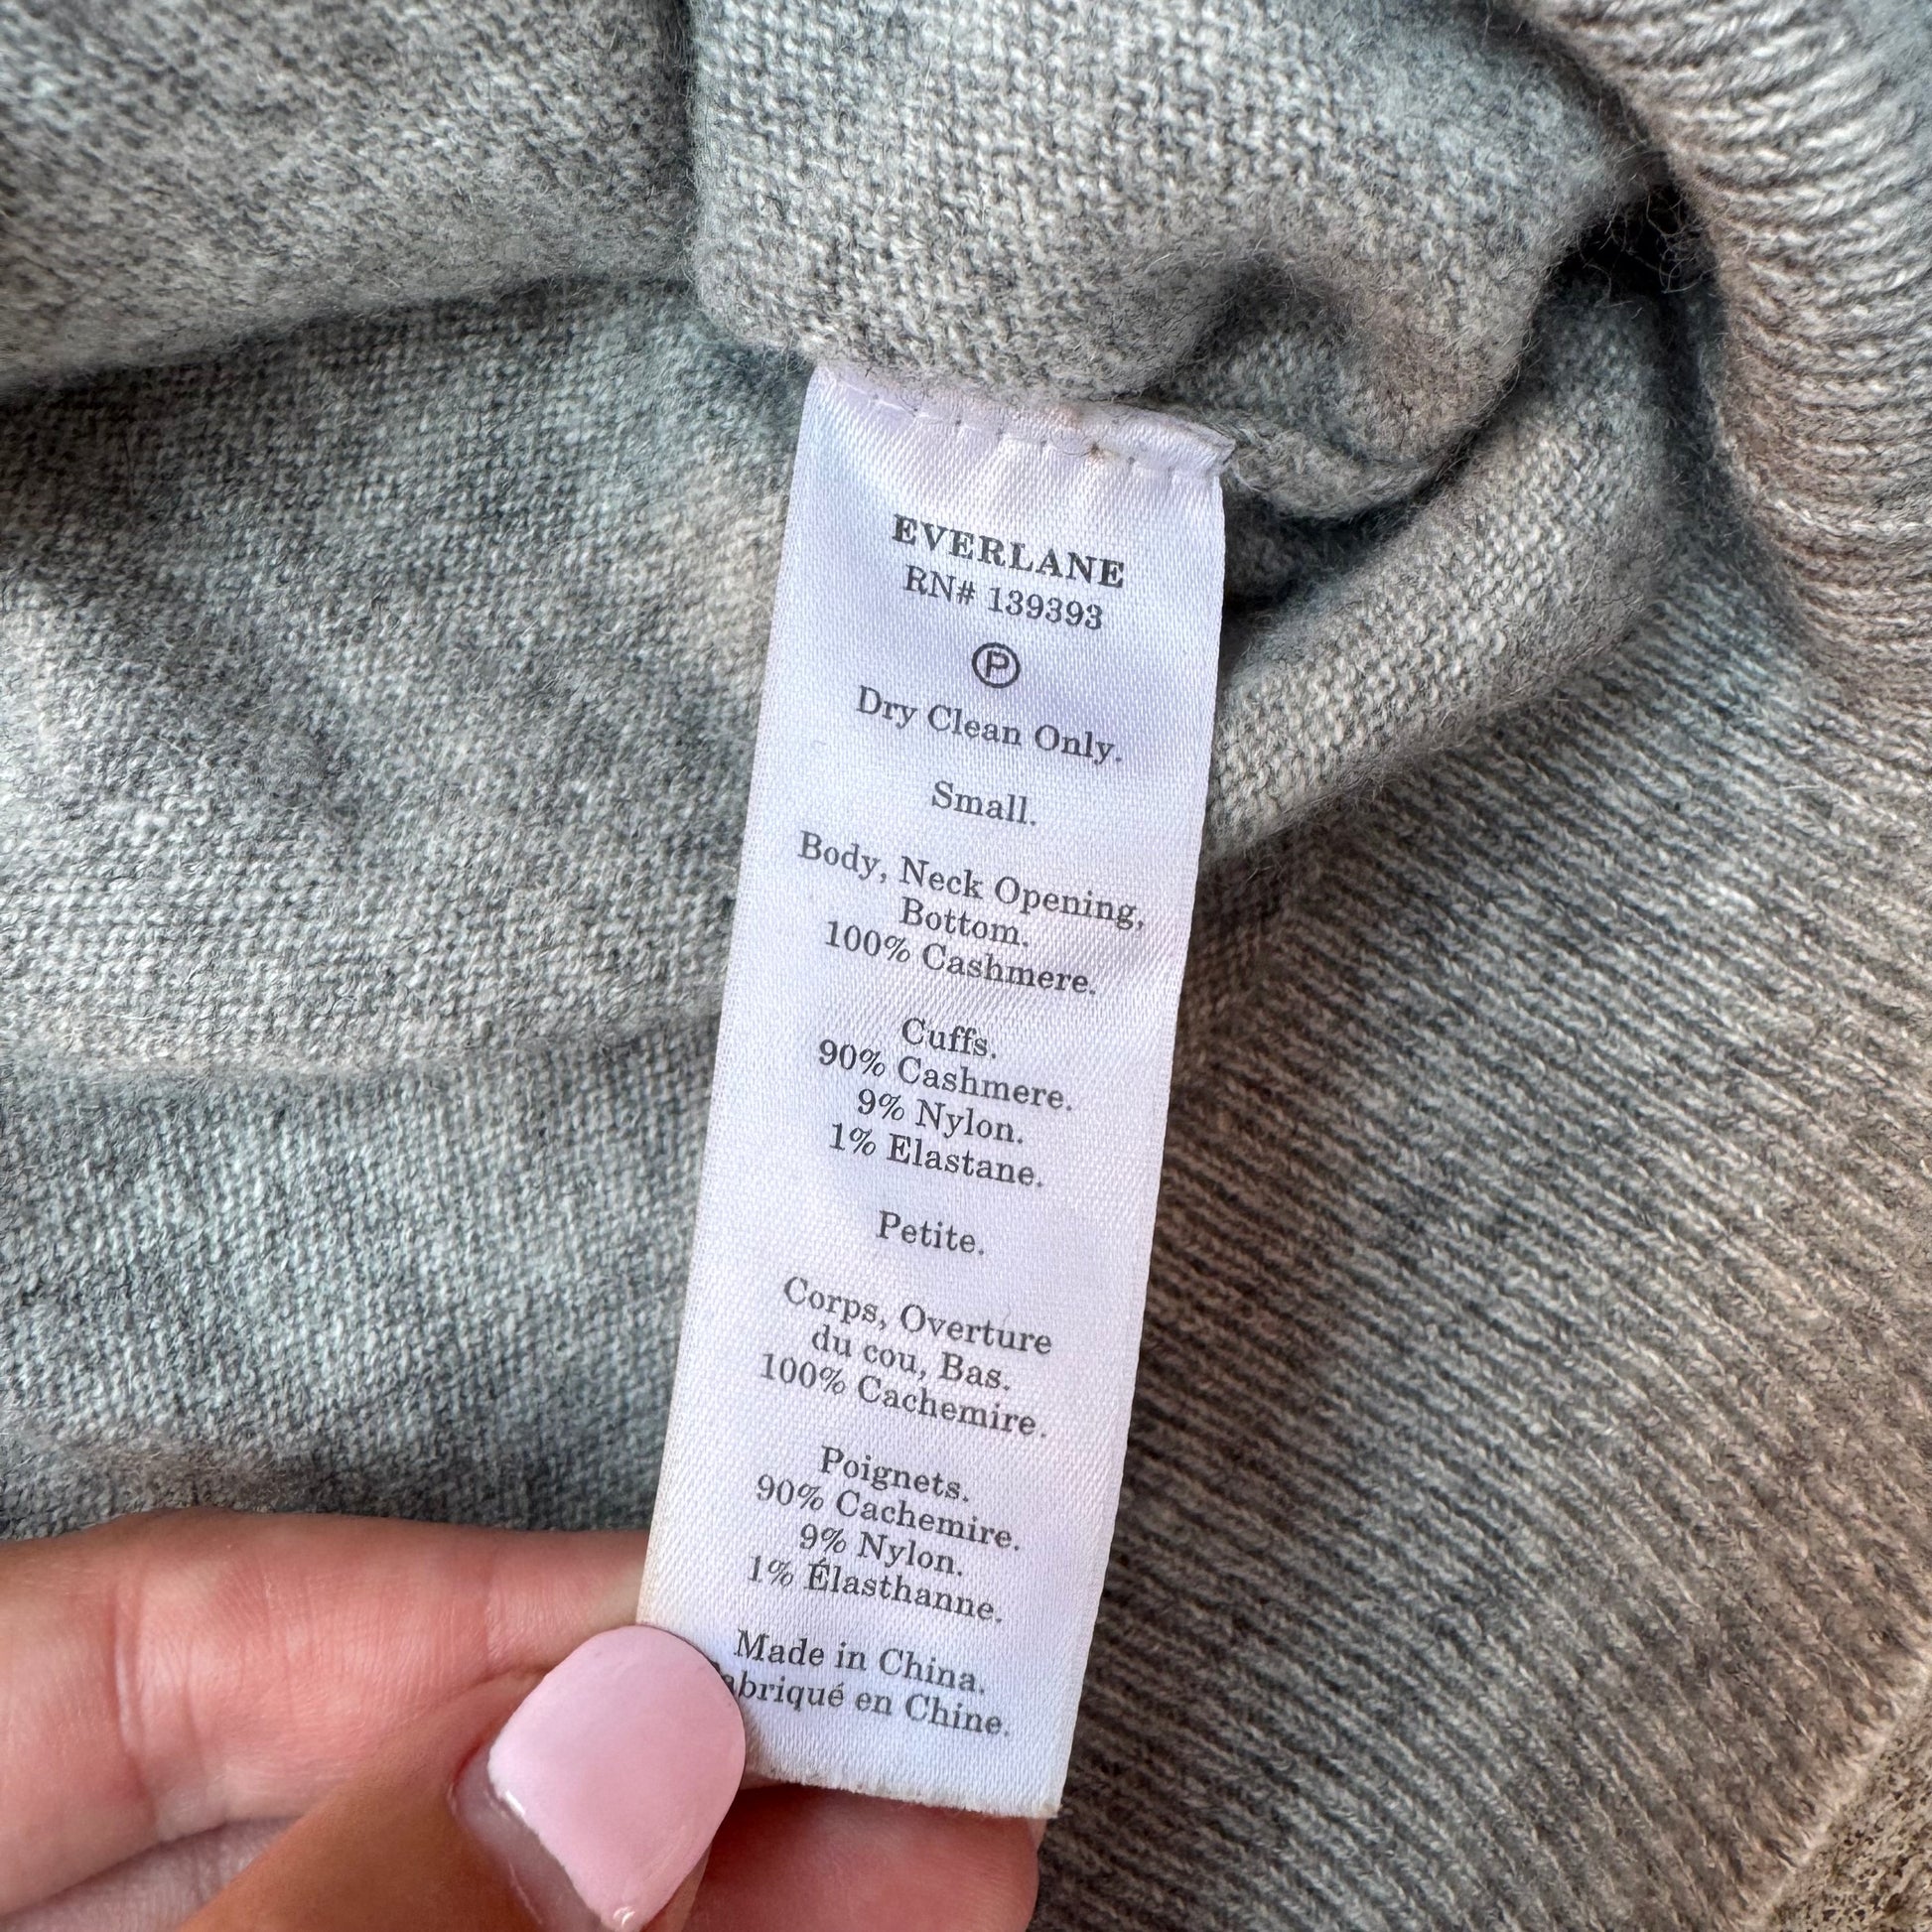 EVERLANE
RN# 139393
P
Dry Clean Only.
Small.
Body, Neck Opening,
Bottom.
100% Cashmere.
Cuffs.
90% Cashmere.
9% Nylon.
1% Elastane.
Petite.
Corps, Overture
du cou, Bas.
100% Cachemire.
Poignets.
90% Cachemire.
9% Nylon.
1% Élasthanne.
Made in China.
abriqué en Chine.